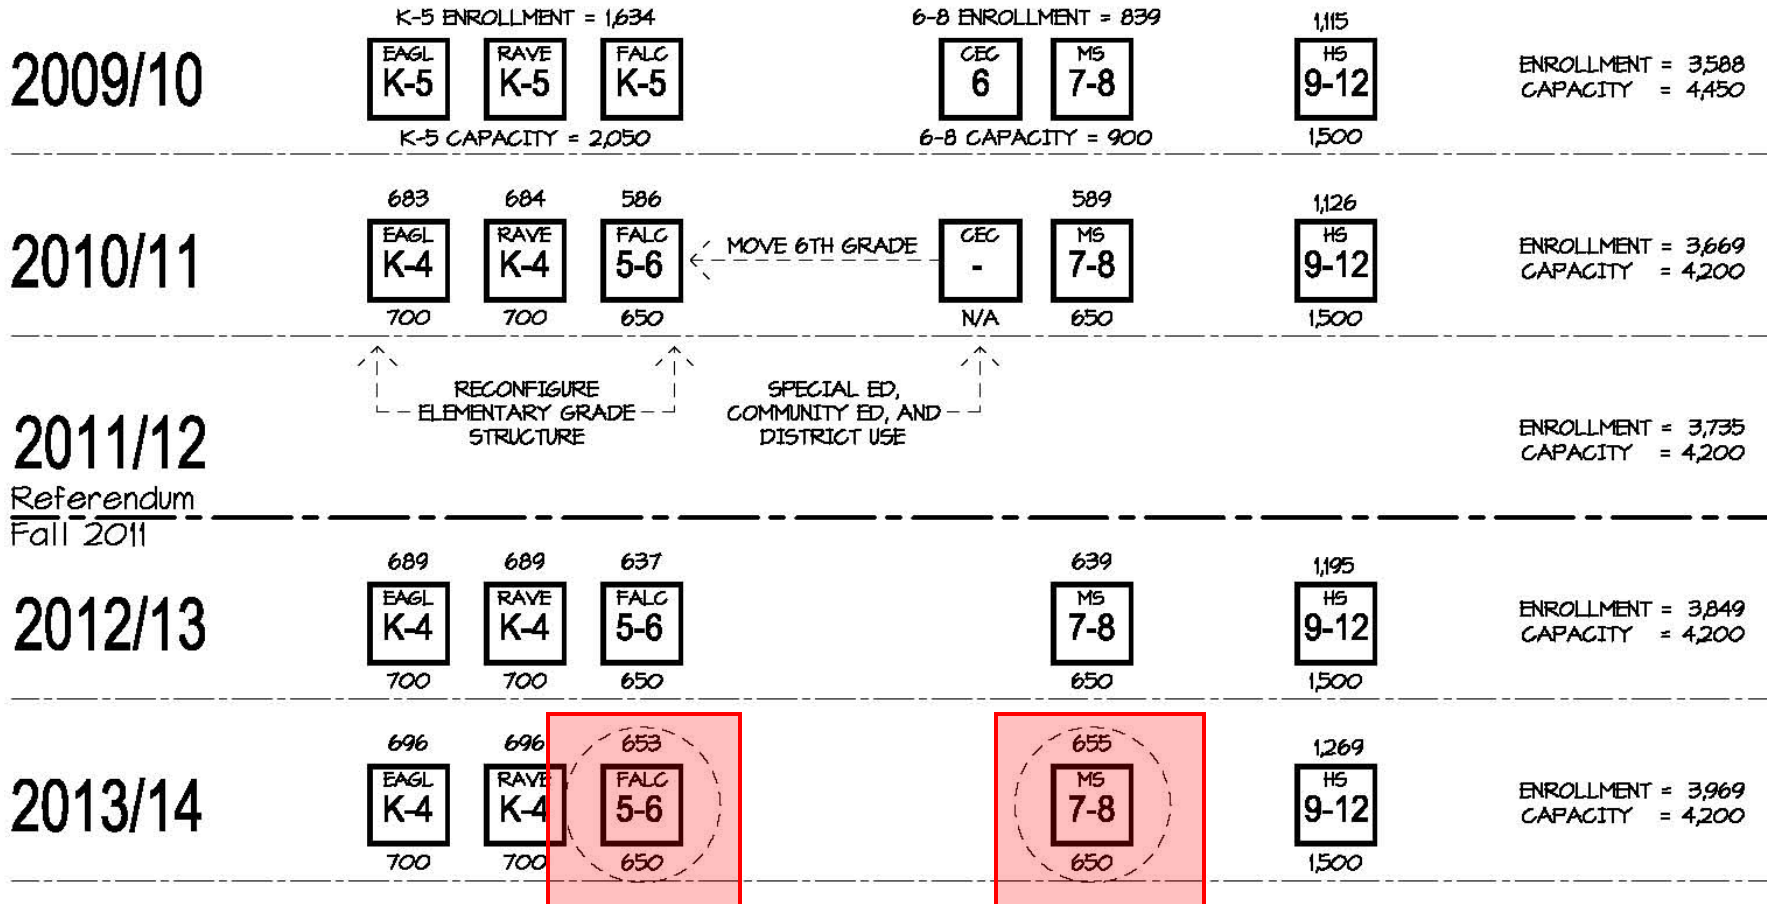 K-5 ENROLLMENT = 1,634
6-8 ENROLLMENT = 839
1,115
2009/10
EAGL
K-5
RAVE
K-5
FALC
K-5
CEC
6
MS
7-8
HS
9-12
ENROLLMENT = 3,588
CAPACITY = 4,450
K-5 CAPACITY = 2,050
6-8 CAPACITY = 900
1,500
683
684
586
589
1,126
2010/11
EAGL
K-4
RAVE
K-4
FALC
5-6
MOVE 6TH GRADE
CEC
-
MS
7-8
HS
9-12
ENROLLMENT = 3,669
CAPACITY = 4,200
700
700
650
N/A
650
1,500
RECONFIGURE
ELEMENTARY GRADE
STRUCTURE
SPECIAL ED,
COMMUNITY ED, AND
DISTRICT USE
2011/12
ENROLLMENT = 3,735
CAPACITY = 4,200
Referendum
Fall 2011
689
689
637
639
1,195
2012/13
EAGL
K-4
RAVE
K-4
FALC
5-6
MS
7-8
HS
9-12
ENROLLMENT = 3,849
CAPACITY = 4,200
700
700
650
650
1,500
696
696
653
655
1,269
2013/14
EAGL
K-4
RAVE
K-4
FALC
5-6
MS
7-8
HS
9-12
ENROLLMENT = 3,969
CAPACITY = 4,200
700
700
650
650
1,500